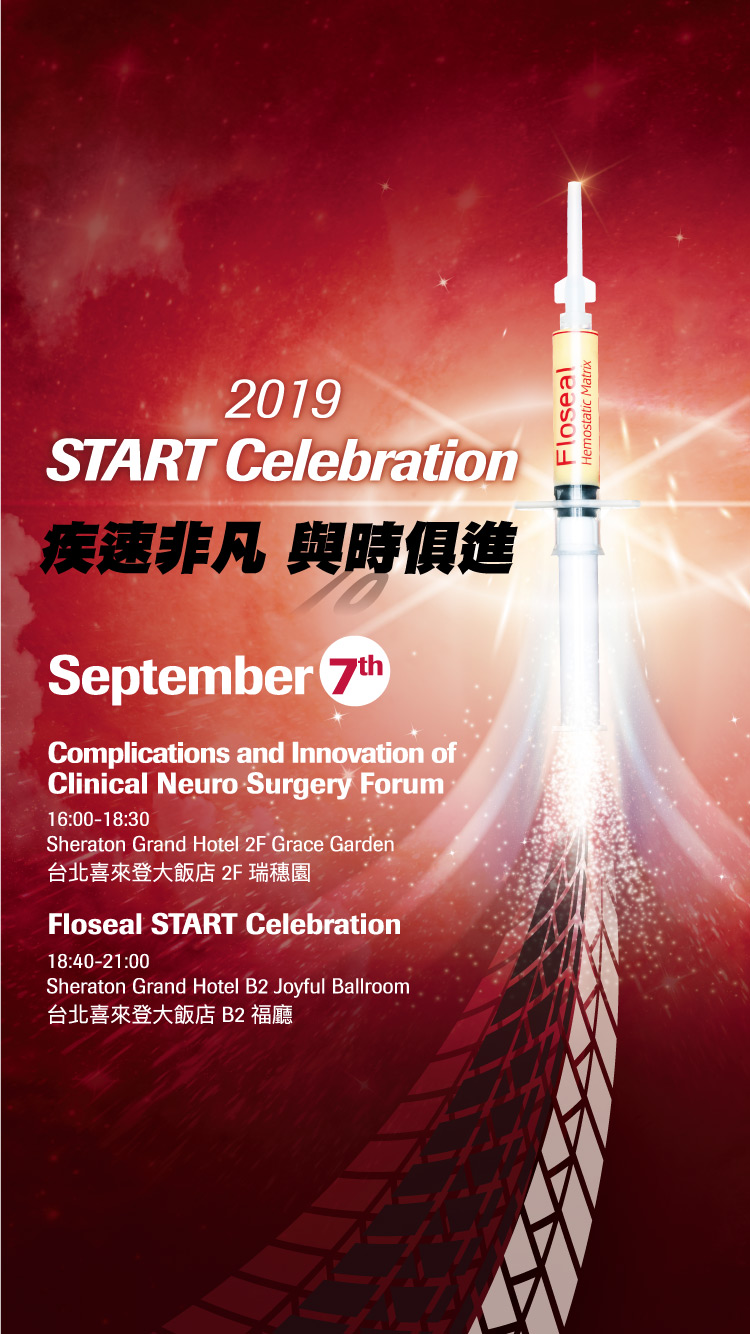 2019
START Celebration
疾速非凡 與時俱進
Floseal
Hemostatic Matrix
September 7th
Complications and Innovation of
Clinical Neuro Surgery Forum
16:00-18:30
Sheraton Grand Hotel 2F Grace Garden
台北喜來登大飯店 2F 瑞穗園
Floseal START Celebration
18:40-21:00
Sheraton Grand Hotel B2 Joyful Ballroom
台北喜來登大飯店 B2 福廳